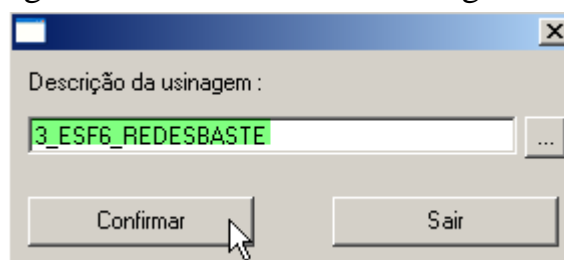 Descrição da usinagem :
3_ESF6_REDESBASTE
...
Confirmar Sair